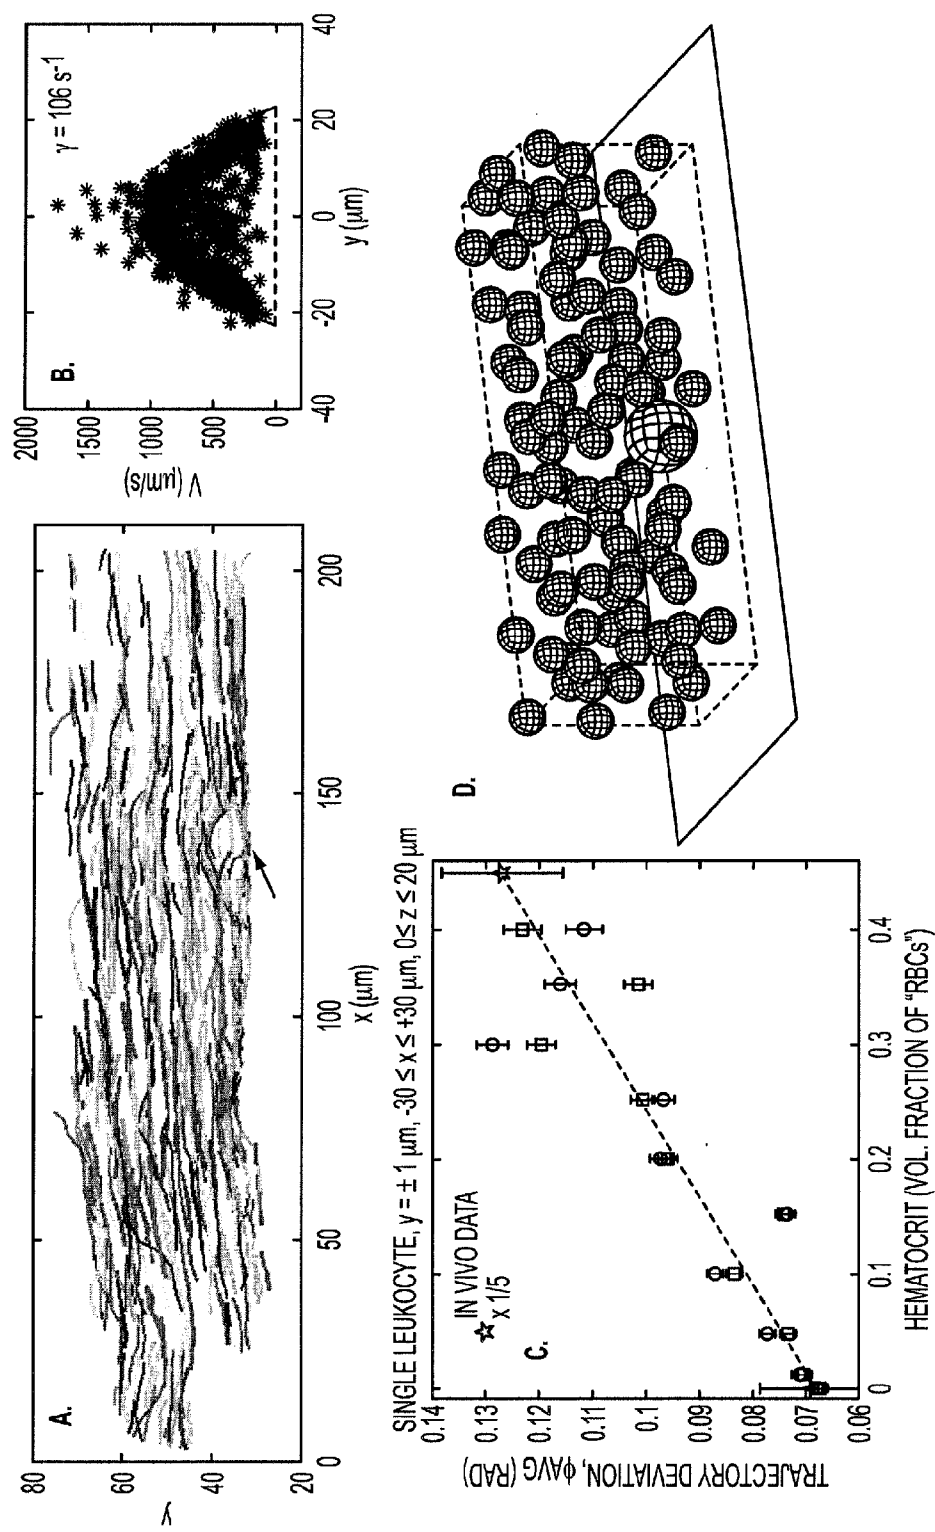 A.
80
60
40
20
y
0
50
100
150
200
x (μm)
B.
γ = 106 s-1
2000
1500
1000
500
0
V (μm/s)
-40
-20
0
20
40
y (μm)
SINGLE LEUKOCYTE, y = ± 1 μm, -30 ≤ x ≤ +30 μm, 0≤ z ≤ 20 μm
C.
IN VIVO DATA
x 1/5
0.14
0.13
0.12
0.11
0.1
0.09
0.08
0.07
0.06
TRAJECTORY DEVIATION, ϕAVG (RAD)
0
0.1
0.2
0.3
0.4
HEMATOCRIT (VOL. FRACTION OF “RBCs”)
D.